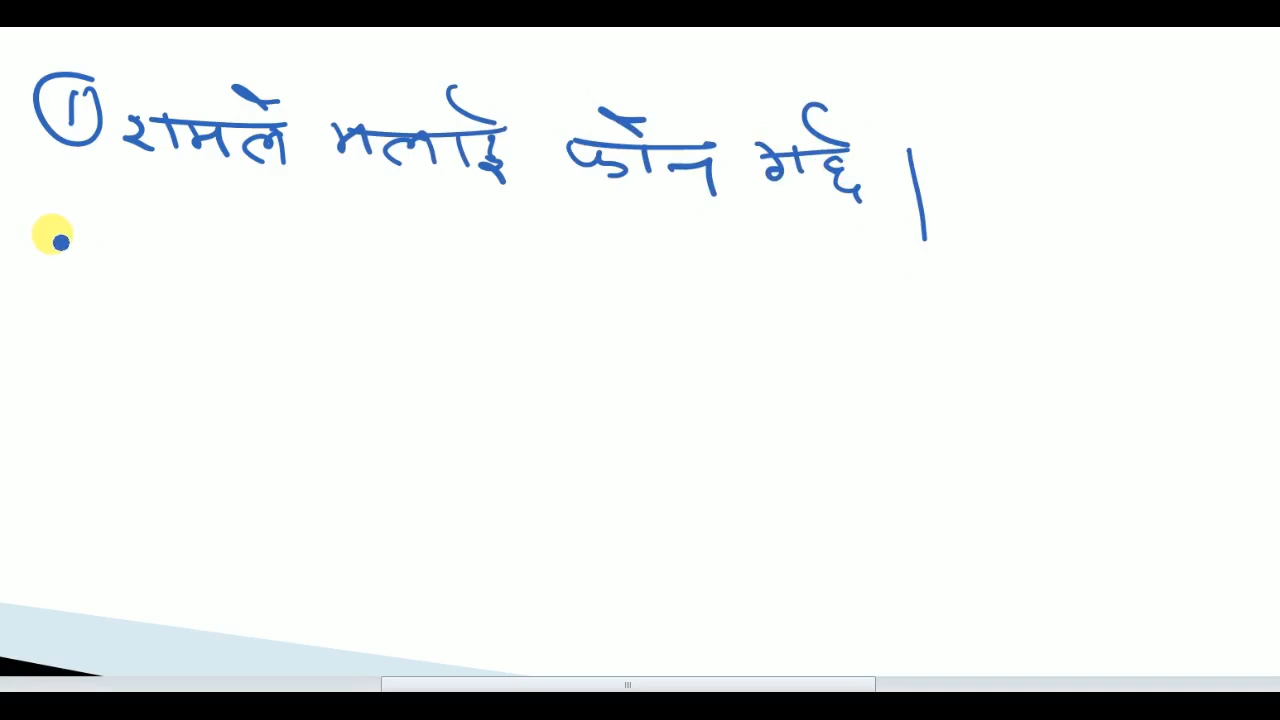 ① रामले मलाई फोन गर्छ ।